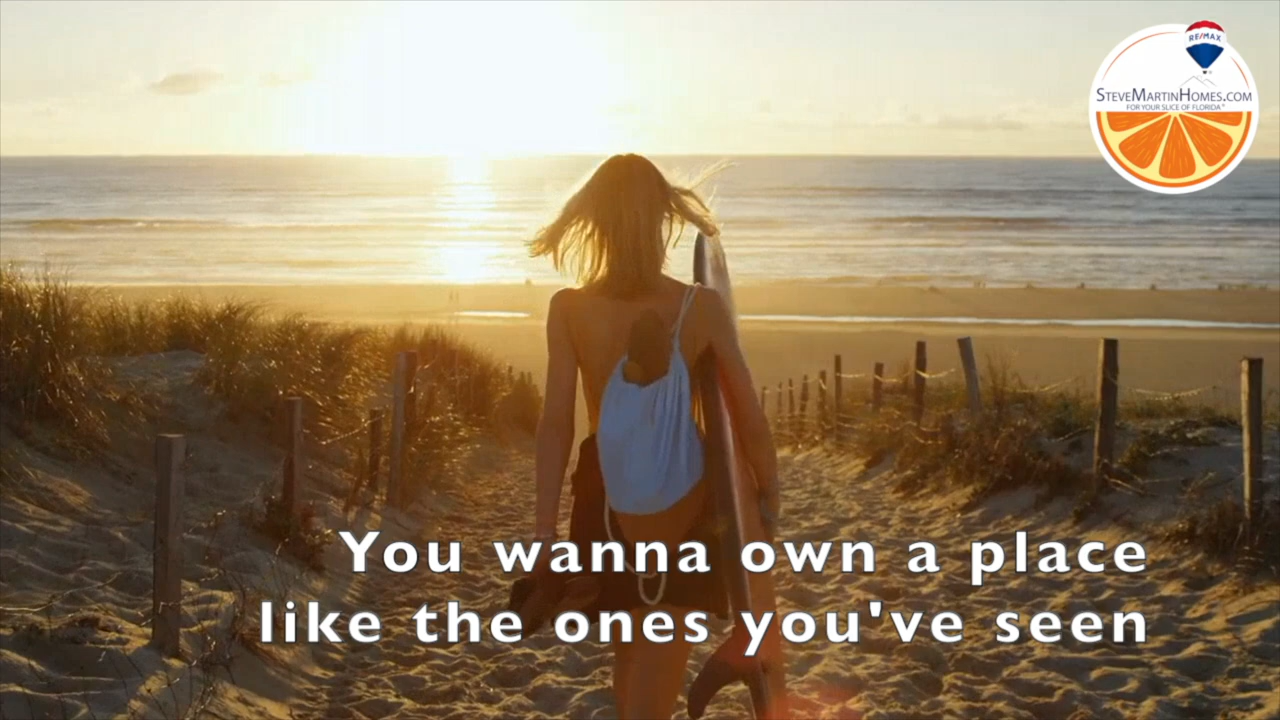 RE/MAX
SteveMartinHomes.com
FOR YOUR SLICE OF FLORIDA
You wanna own a place
like the ones you've seen